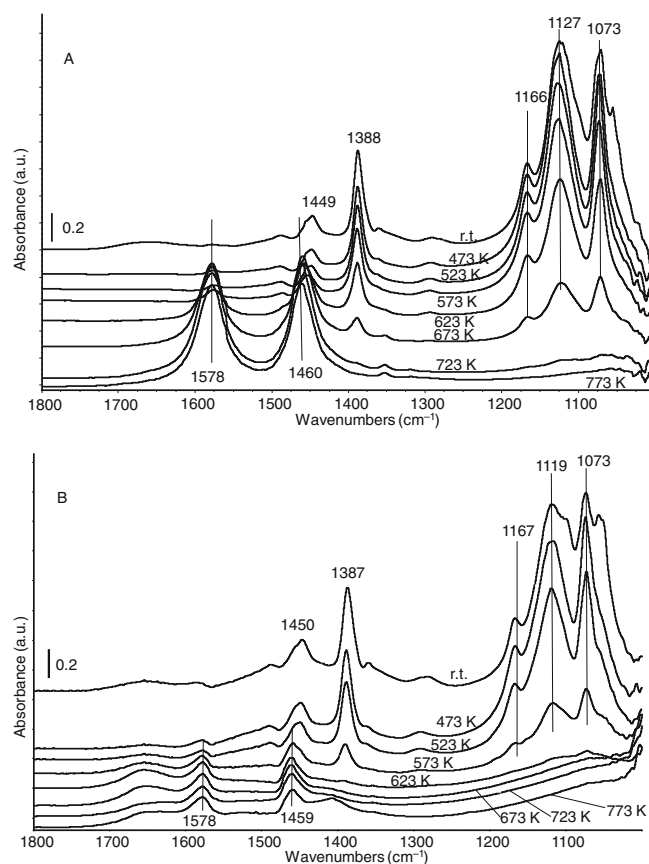 A
1127
1073
1166
1388
1449
0.2
r.t.
473 K
523 K
573 K
623 K
673 K
723 K
773 K
1578
1460
1800 1700 1600 1500 1400 1300 1200 1100
Wavenumbers (cm⁻¹)
Absorbance (a.u.)
B
1119
1073
1167
1387
1450
0.2
r.t.
473 K
523 K
573 K
623 K
673 K
723 K
773 K
1578
1459
1800 1700 1600 1500 1400 1300 1200 1100
Wavenumbers (cm⁻¹)
Absorbance (a.u.)